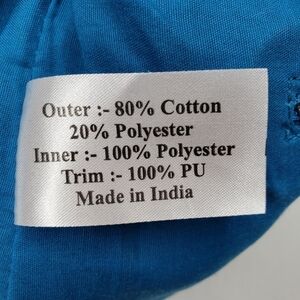 Outer :- 80% Cotton
20% Polyester
Inner :- 100% Polyester
Trim :- 100% PU
Made in India